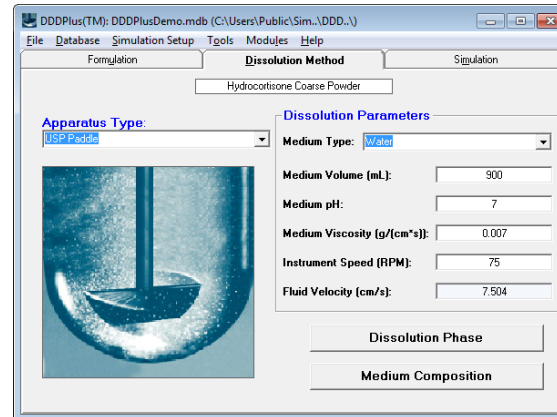 DDDPlus(TM): DDDPlusDemo.mdb (C:\Users\Public\Sim..\DDD..\)
File Database Simulation Setup Tools Modules Help
Formulation Dissolution Method Simulation
Hydrocortisone Coarse Powder
Apparatus Type:
USP Paddle
Dissolution Parameters
Medium Type: Water
Medium Volume (mL): 900
Medium pH: 7
Medium Viscosity (g/(cm*s)): 0.007
Instrument Speed (RPM): 75
Fluid Velocity (cm/s): 7.504
Dissolution Phase
Medium Composition